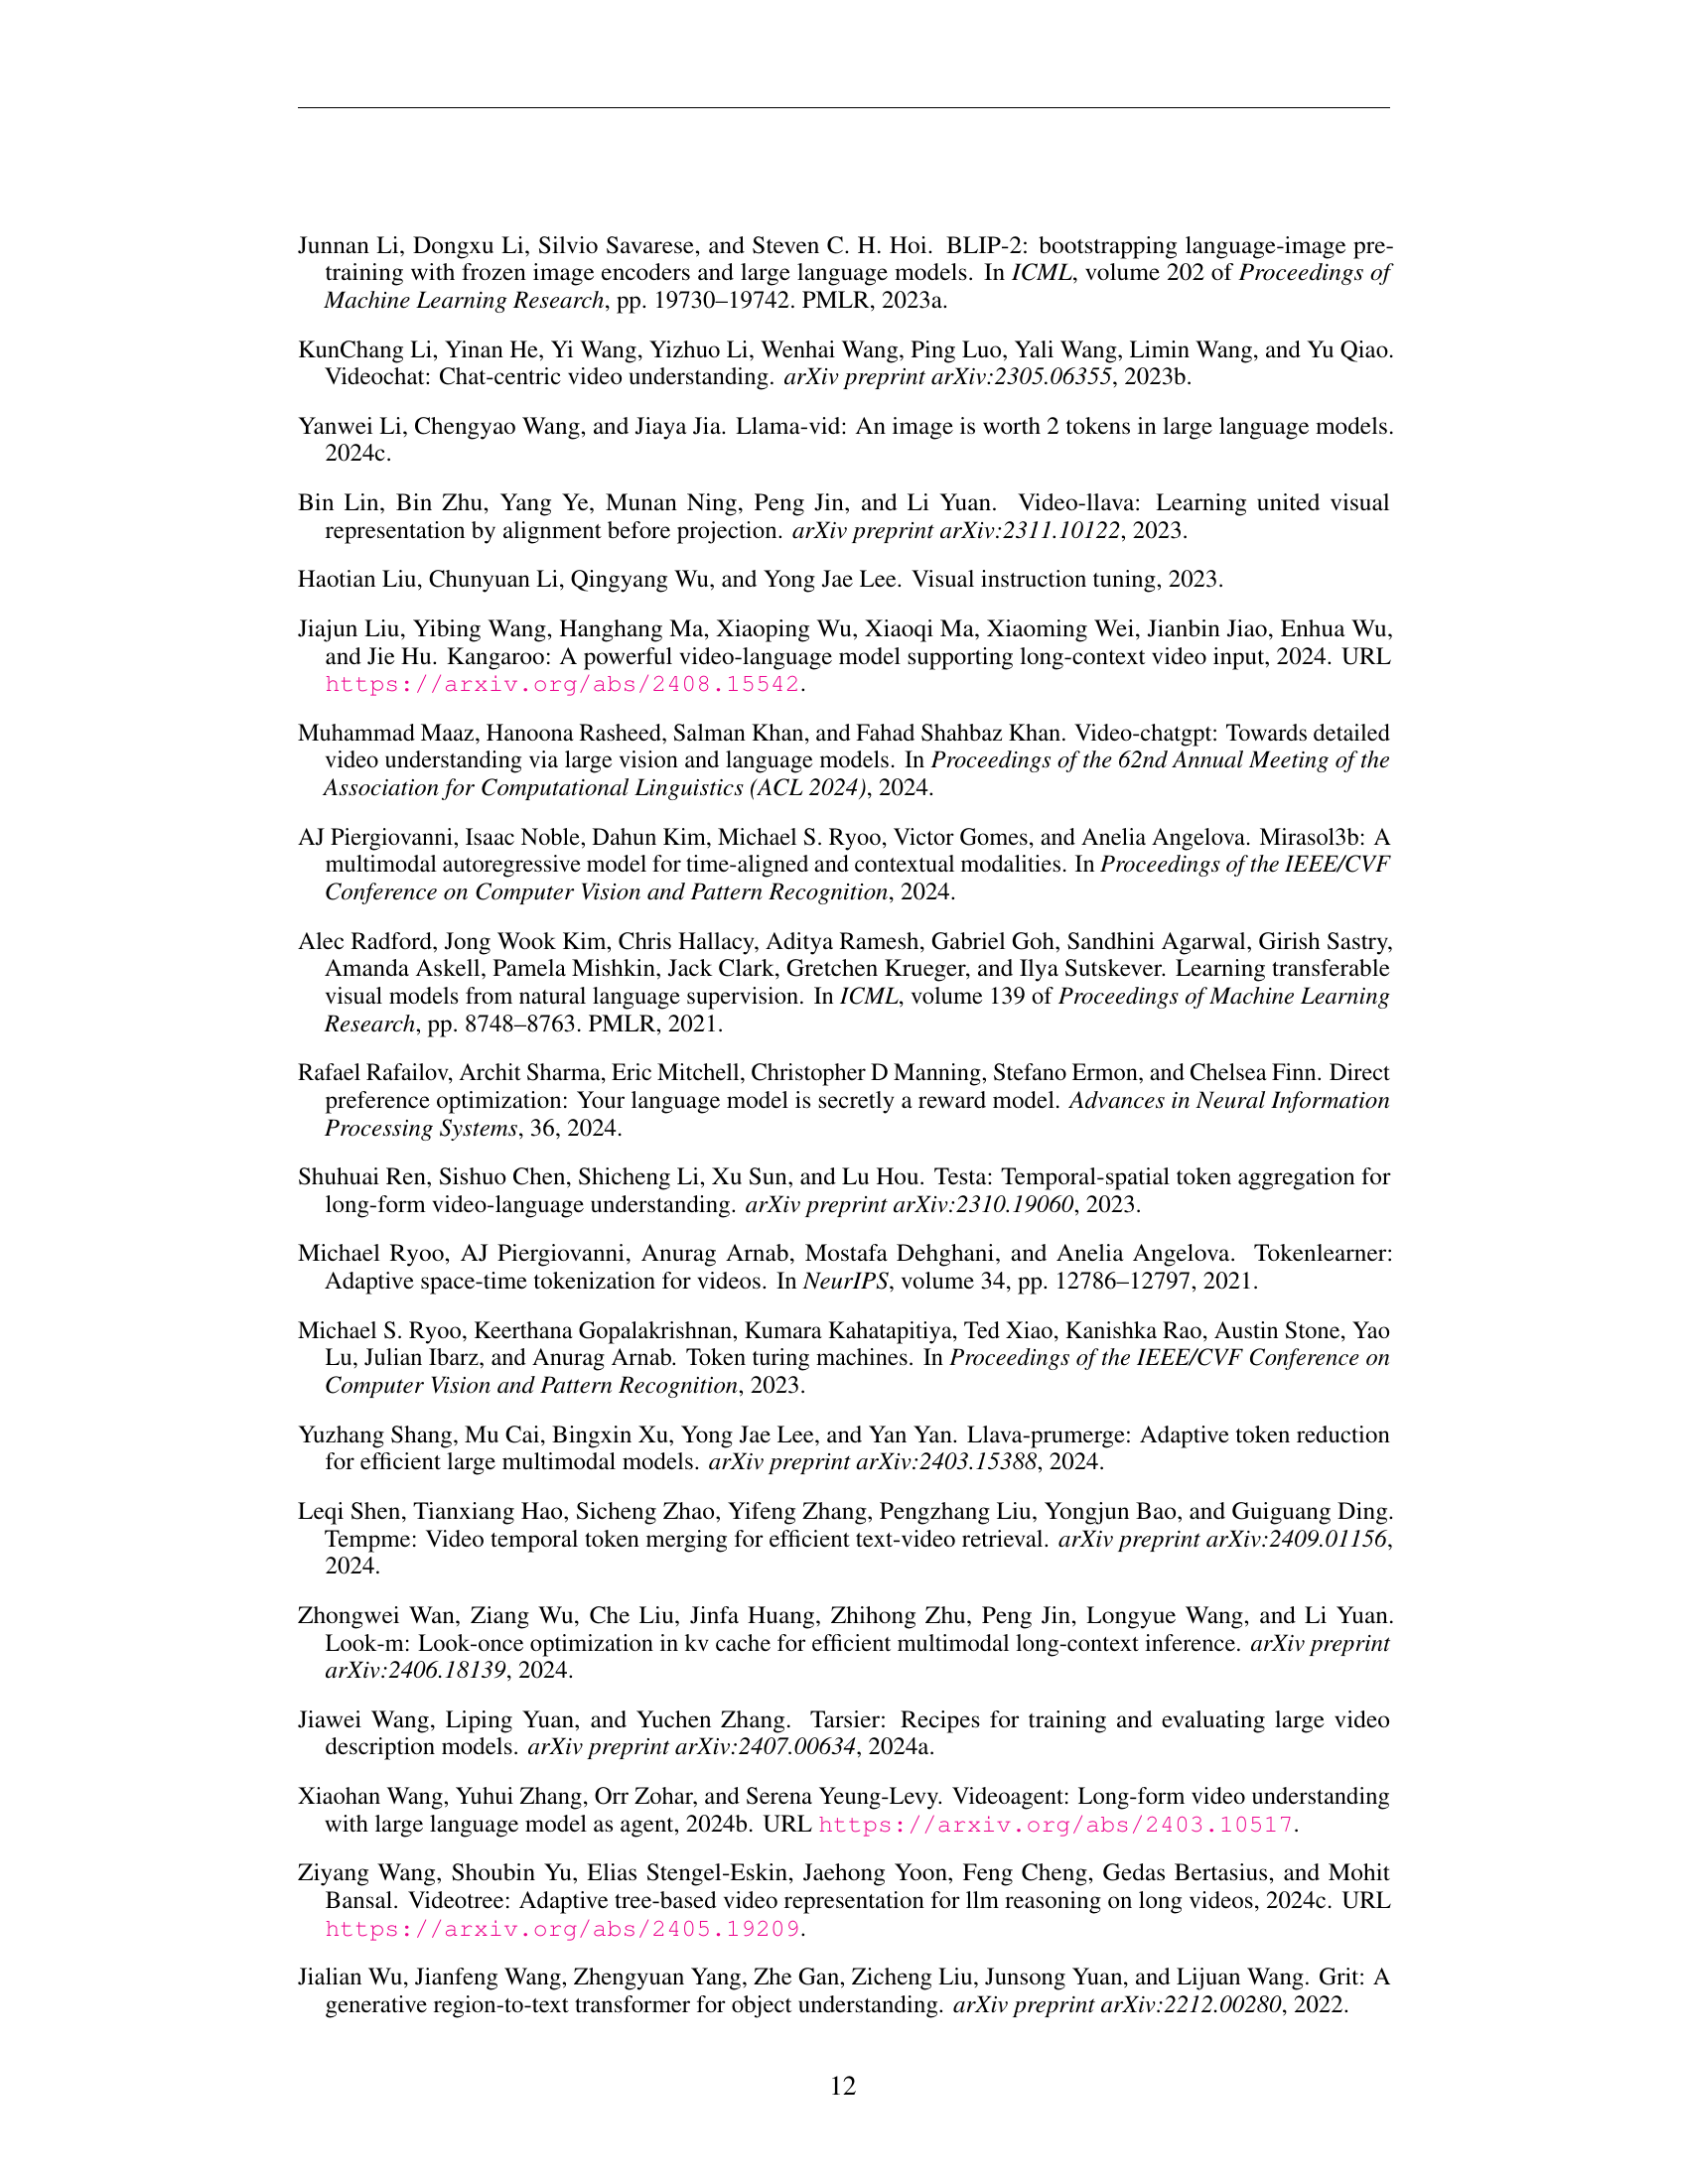 Junnan Li, Dongxu Li, Silvio Savarese, and Steven C. H. Hoi. BLIP-2: bootstrapping language-image pre-
training with frozen image encoders and large language models. In ICML, volume 202 of Proceedings of
Machine Learning Research, pp. 19730–19742. PMLR, 2023a.
KunChang Li, Yinan He, Yi Wang, Yizhuo Li, Wenhai Wang, Ping Luo, Yali Wang, Limin Wang, and Yu Qiao.
Videochat: Chat-centric video understanding. arXiv preprint arXiv:2305.06355, 2023b.
Yanwei Li, Chengyao Wang, and Jiaya Jia. Llama-vid: An image is worth 2 tokens in large language models.
2024c.
Bin Lin, Bin Zhu, Yang Ye, Munan Ning, Peng Jin, and Li Yuan. Video-llava: Learning united visual
representation by alignment before projection. arXiv preprint arXiv:2311.10122, 2023.
Haotian Liu, Chunyuan Li, Qingyang Wu, and Yong Jae Lee. Visual instruction tuning, 2023.
Jiajun Liu, Yibing Wang, Hanghang Ma, Xiaoping Wu, Xiaoqi Ma, Xiaoming Wei, Jianbin Jiao, Enhua Wu,
and Jie Hu. Kangaroo: A powerful video-language model supporting long-context video input, 2024. URL
https://arxiv.org/abs/2408.15542.
Muhammad Maaz, Hanoona Rasheed, Salman Khan, and Fahad Shahbaz Khan. Video-chatgpt: Towards detailed
video understanding via large vision and language models. In Proceedings of the 62nd Annual Meeting of the
Association for Computational Linguistics (ACL 2024), 2024.
AJ Piergiovanni, Isaac Noble, Dahun Kim, Michael S. Ryoo, Victor Gomes, and Anelia Angelova. Mirasol3b: A
multimodal autoregressive model for time-aligned and contextual modalities. In Proceedings of the IEEE/CVF
Conference on Computer Vision and Pattern Recognition, 2024.
Alec Radford, Jong Wook Kim, Chris Hallacy, Aditya Ramesh, Gabriel Goh, Sandhini Agarwal, Girish Sastry,
Amanda Askell, Pamela Mishkin, Jack Clark, Gretchen Krueger, and Ilya Sutskever. Learning transferable
visual models from natural language supervision. In ICML, volume 139 of Proceedings of Machine Learning
Research, pp. 8748–8763. PMLR, 2021.
Rafael Rafailov, Archit Sharma, Eric Mitchell, Christopher D Manning, Stefano Ermon, and Chelsea Finn. Direct
preference optimization: Your language model is secretly a reward model. Advances in Neural Information
Processing Systems, 36, 2024.
Shuhuai Ren, Sishuo Chen, Shicheng Li, Xu Sun, and Lu Hou. Testa: Temporal-spatial token aggregation for
long-form video-language understanding. arXiv preprint arXiv:2310.19060, 2023.
Michael Ryoo, AJ Piergiovanni, Anurag Arnab, Mostafa Dehghani, and Anelia Angelova. Tokenlearner:
Adaptive space-time tokenization for videos. In NeurIPS, volume 34, pp. 12786–12797, 2021.
Michael S. Ryoo, Keerthana Gopalakrishnan, Kumara Kahatapitiya, Ted Xiao, Kanishka Rao, Austin Stone, Yao
Lu, Julian Ibarz, and Anurag Arnab. Token turing machines. In Proceedings of the IEEE/CVF Conference on
Computer Vision and Pattern Recognition, 2023.
Yuzhang Shang, Mu Cai, Bingxin Xu, Yong Jae Lee, and Yan Yan. Llava-prumerge: Adaptive token reduction
for efficient large multimodal models. arXiv preprint arXiv:2403.15388, 2024.
Leqi Shen, Tianxiang Hao, Sicheng Zhao, Yifeng Zhang, Pengzhang Liu, Yongjun Bao, and Guiguang Ding.
Tempme: Video temporal token merging for efficient text-video retrieval. arXiv preprint arXiv:2409.01156,
2024.
Zhongwei Wan, Ziang Wu, Che Liu, Jinfa Huang, Zhihong Zhu, Peng Jin, Longyue Wang, and Li Yuan.
Look-m: Look-once optimization in kv cache for efficient multimodal long-context inference. arXiv preprint
arXiv:2406.18139, 2024.
Jiawei Wang, Liping Yuan, and Yuchen Zhang. Tarsier: Recipes for training and evaluating large video
description models. arXiv preprint arXiv:2407.00634, 2024a.
Xiaohan Wang, Yuhui Zhang, Orr Zohar, and Serena Yeung-Levy. Videoagent: Long-form video understanding
with large language model as agent, 2024b. URL https://arxiv.org/abs/2403.10517.
Ziyang Wang, Shoubin Yu, Elias Stengel-Eskin, Jaehong Yoon, Feng Cheng, Gedas Bertasius, and Mohit
Bansal. Videotree: Adaptive tree-based video representation for llm reasoning on long videos, 2024c. URL
https://arxiv.org/abs/2405.19209.
Jialian Wu, Jianfeng Wang, Zhengyuan Yang, Zhe Gan, Zicheng Liu, Junsong Yuan, and Lijuan Wang. Grit: A
generative region-to-text transformer for object understanding. arXiv preprint arXiv:2212.00280, 2022.
12